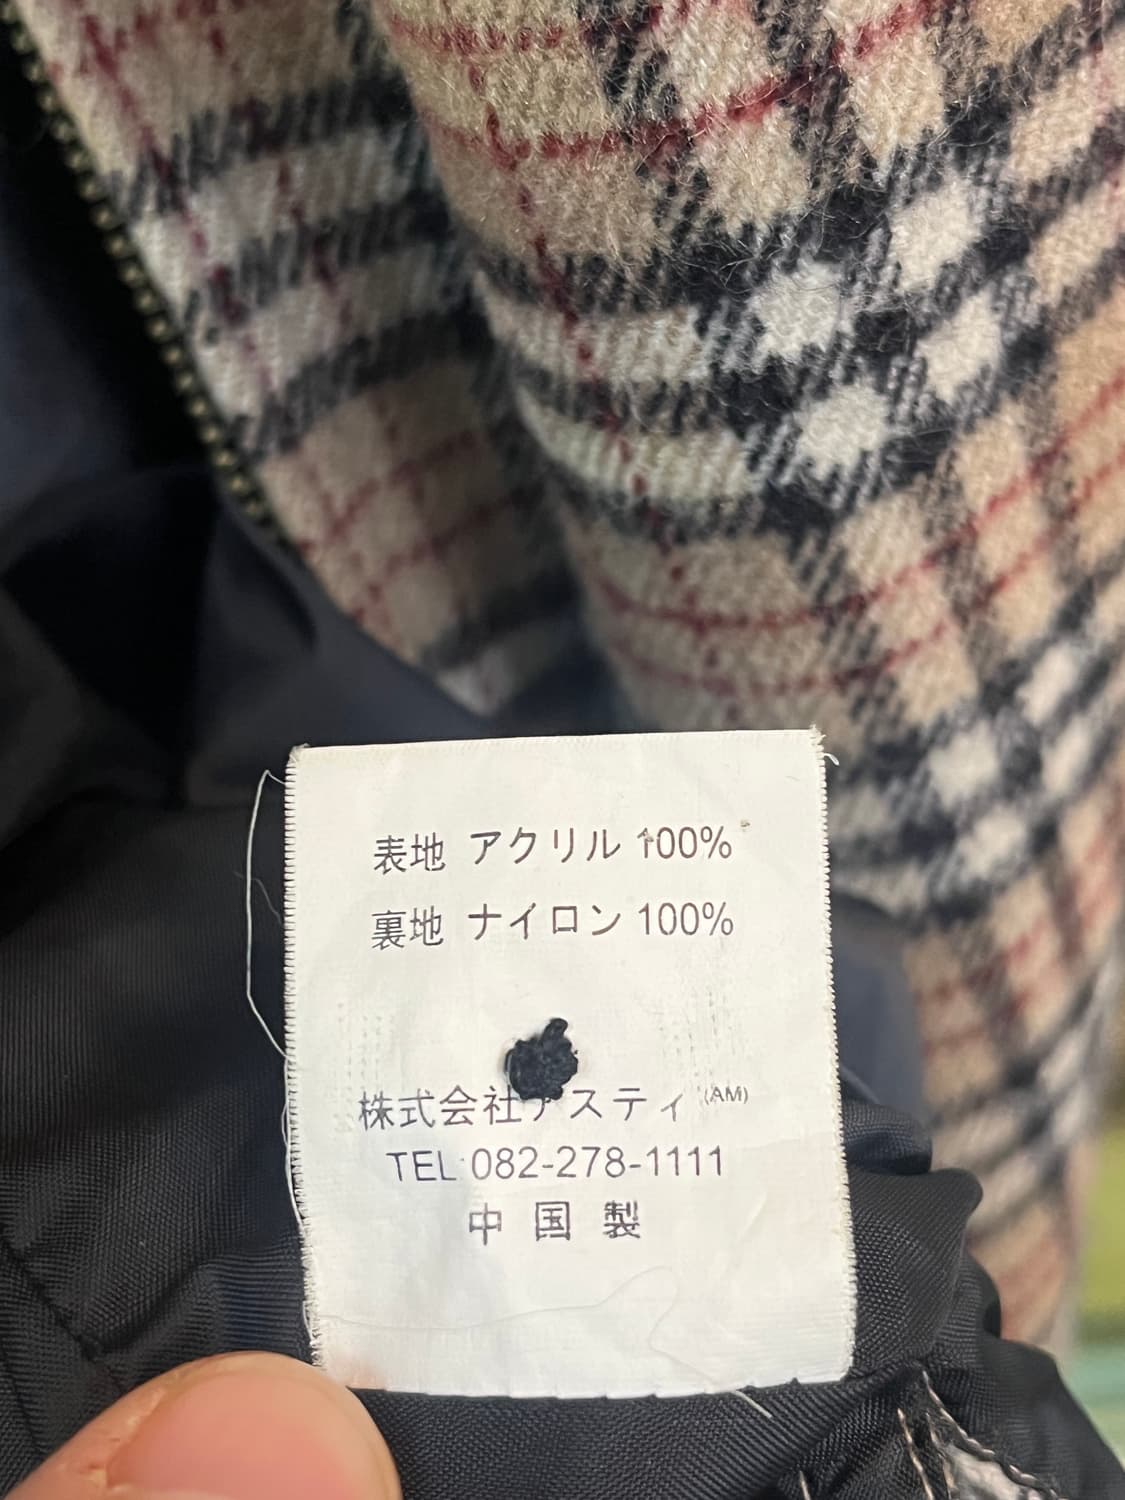 表地 アクリル 100%
裏地 ナイロン 100%
株式会社アスティ (AM)
TEL 082-278-1111
中国製